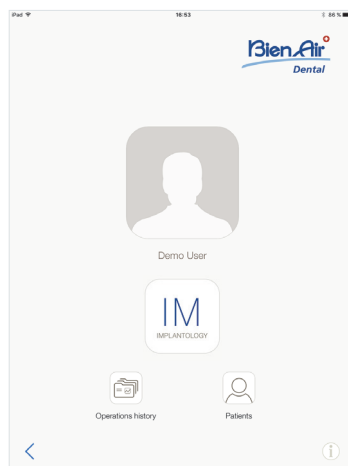 iPad
16:53
86 %
Bien Air
Dental
Demo User
IM
IMPLANTOLOGY
Operations history
Patients
i